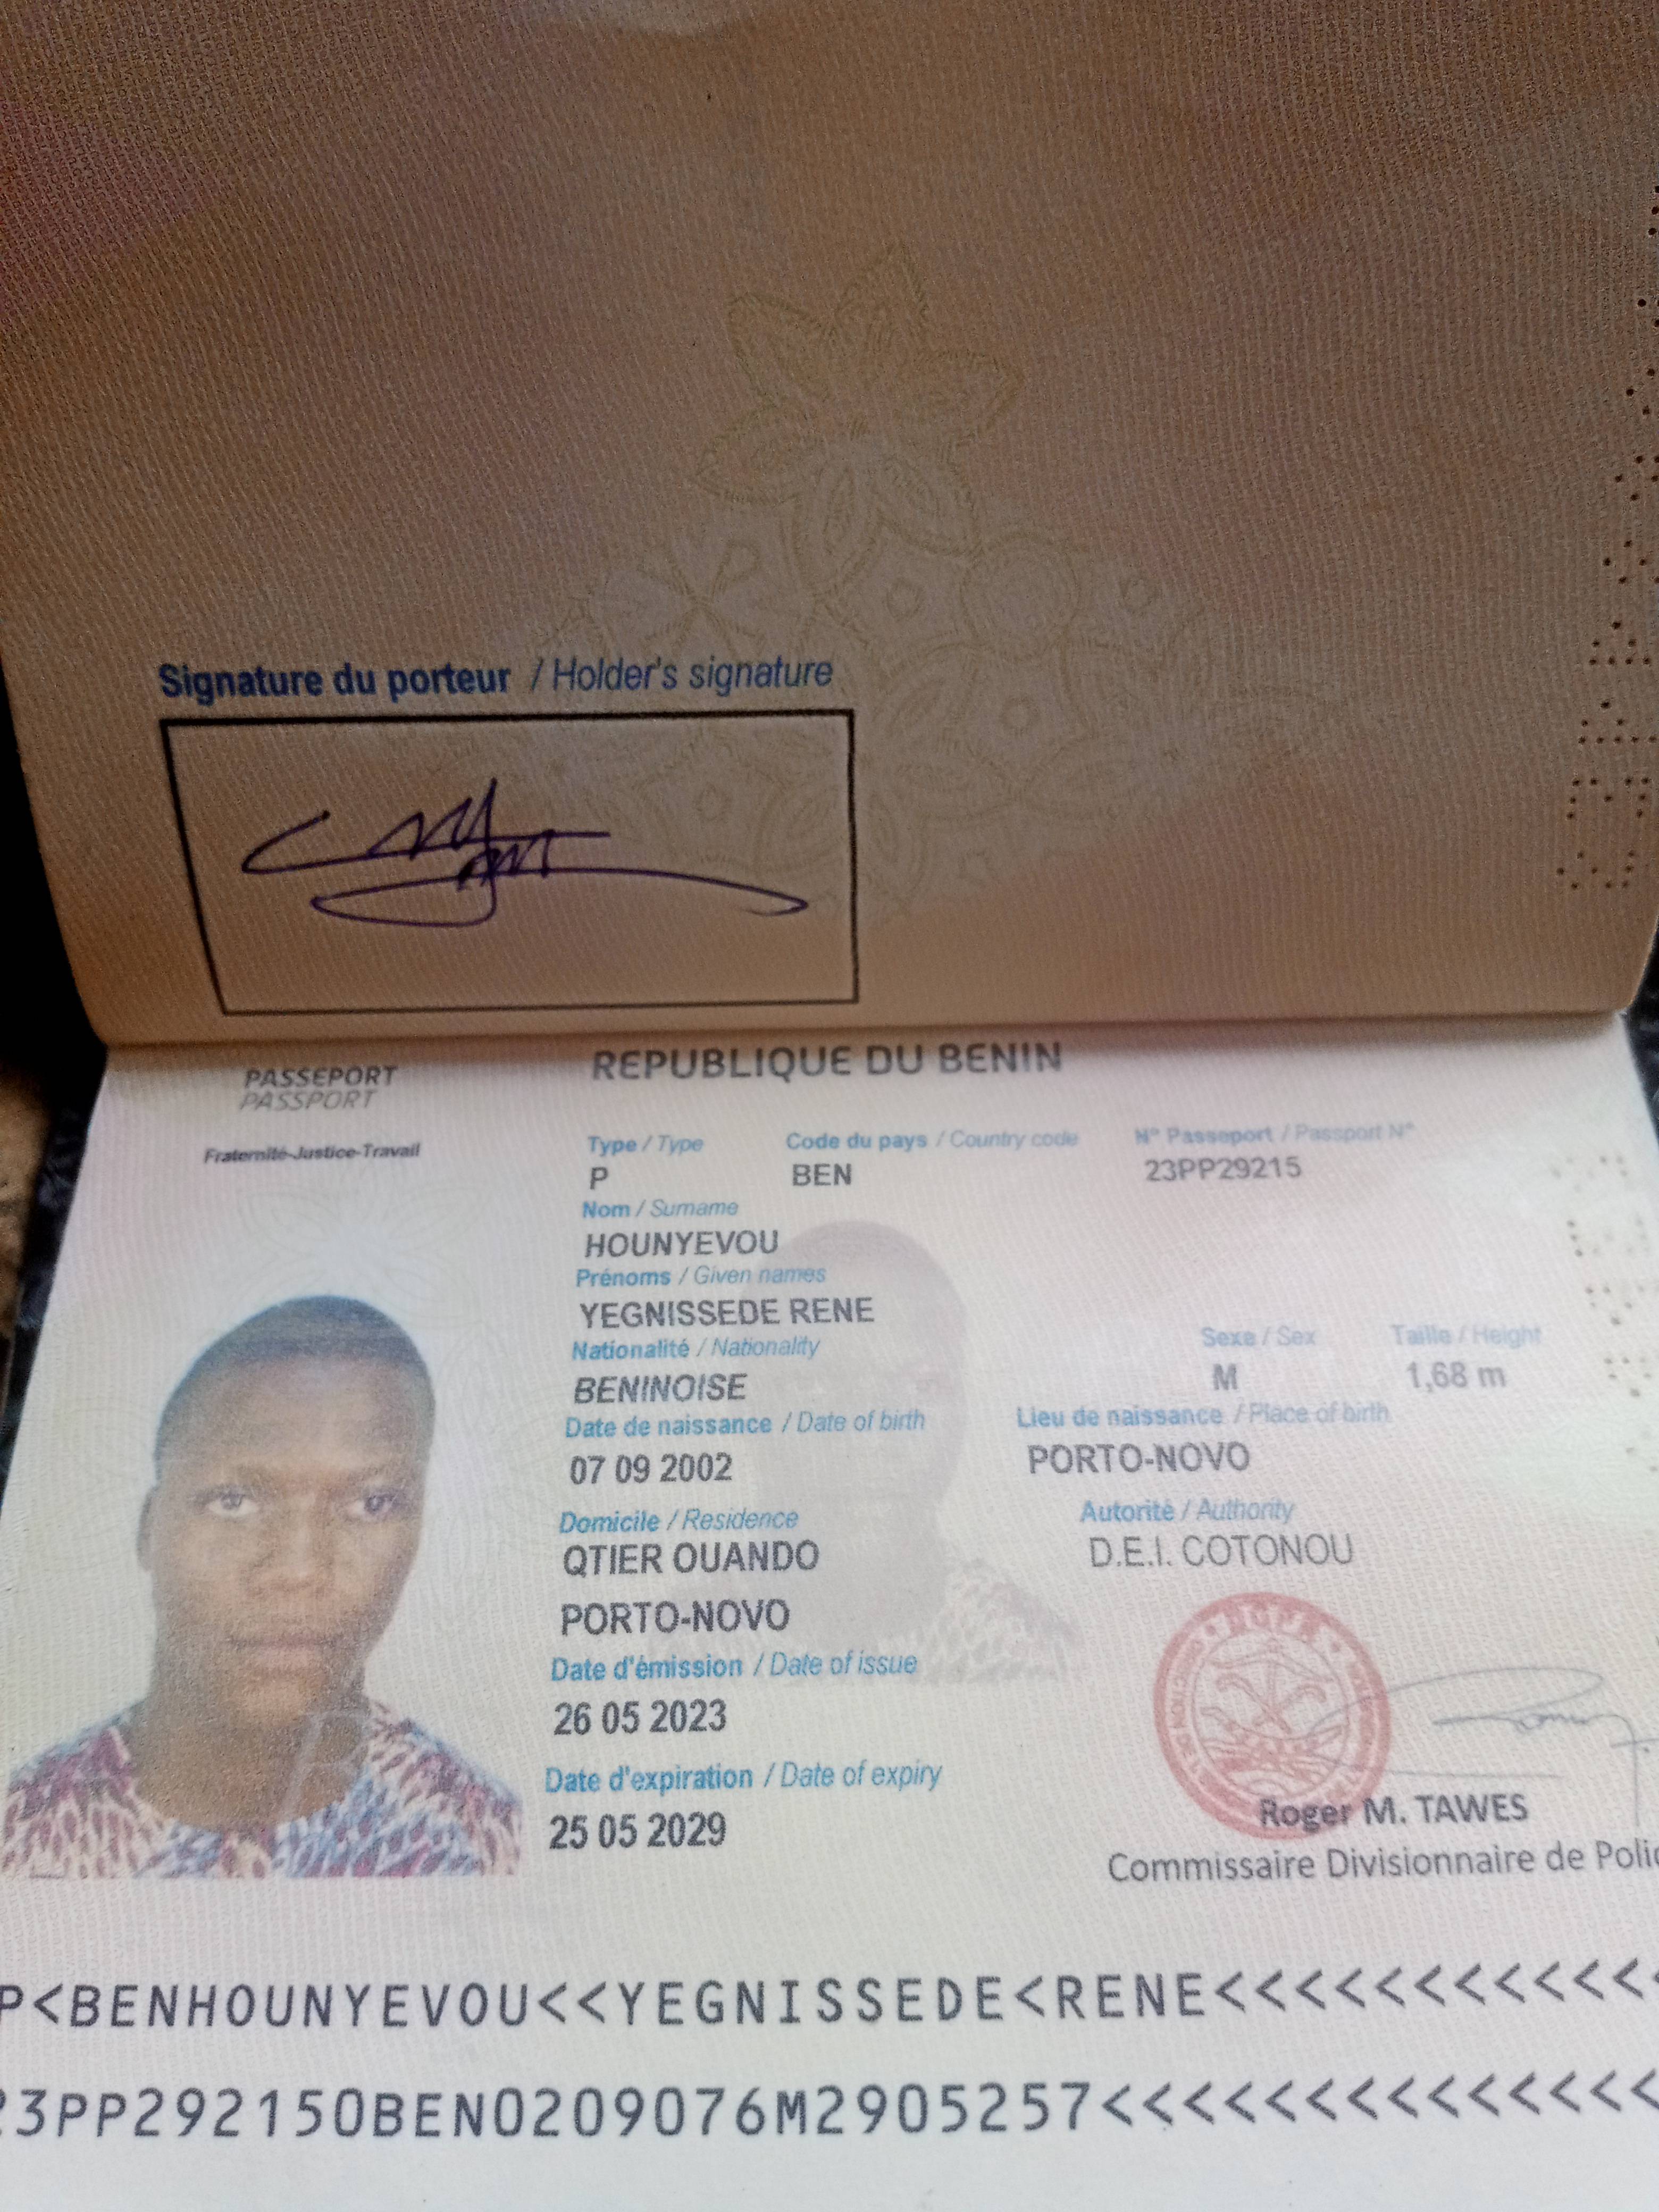 Signature du porteur / Holder's signature
PASSEPORT
PASSPORT
REPUBLIQUE DU BENIN
Fraternité-Justice-Travail
Type / Type
Code du pays / Country code
N° Passeport / Passport N°
P
BEN
23PP29215
Nom / Surname
HOUNYEVOU
Prénoms / Given names
YEGNISSEDE RENE
Nationalité / Nationality
Sexe / Sex
Taille / Height
BENINOISE
M
1,68 m
Date de naissance / Date of birth
Lieu de naissance / Place of birth
07 09 2002
PORTO-NOVO
Domicile / Residence
Autorité / Authority
QTIER OUANDO
D.E.I. COTONOU
PORTO-NOVO
Date d'émission / Date of issue
26 05 2023
Date d'expiration / Date of expiry
25 05 2029
Roger M. TAWES
Commissaire Divisionnaire de Polic
P<BENHOUNYEVOU<<YEGNISSEDE<RENE<<<<<<<<<<<<
23PP292150BEN0209076M2905257<<<<<<<<<<<<<<